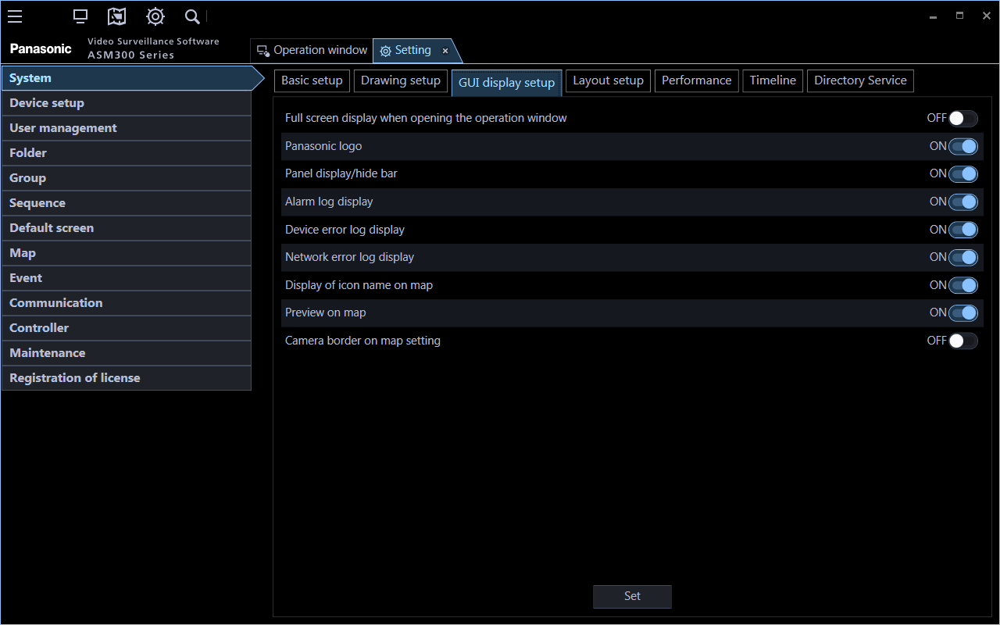 Panasonic
Video Surveillance Software
ASM300 Series
Operation window
Setting
System
Device setup
User management
Folder
Group
Sequence
Default screen
Map
Event
Communication
Controller
Maintenance
Registration of license
Basic setup
Drawing setup
GUI display setup
Layout setup
Performance
Timeline
Directory Service
Full screen display when opening the operation window OFF
Panasonic logo ON
Panel display/hide bar ON
Alarm log display ON
Device error log display ON
Network error log display ON
Display of icon name on map ON
Preview on map ON
Camera border on map setting OFF
Set